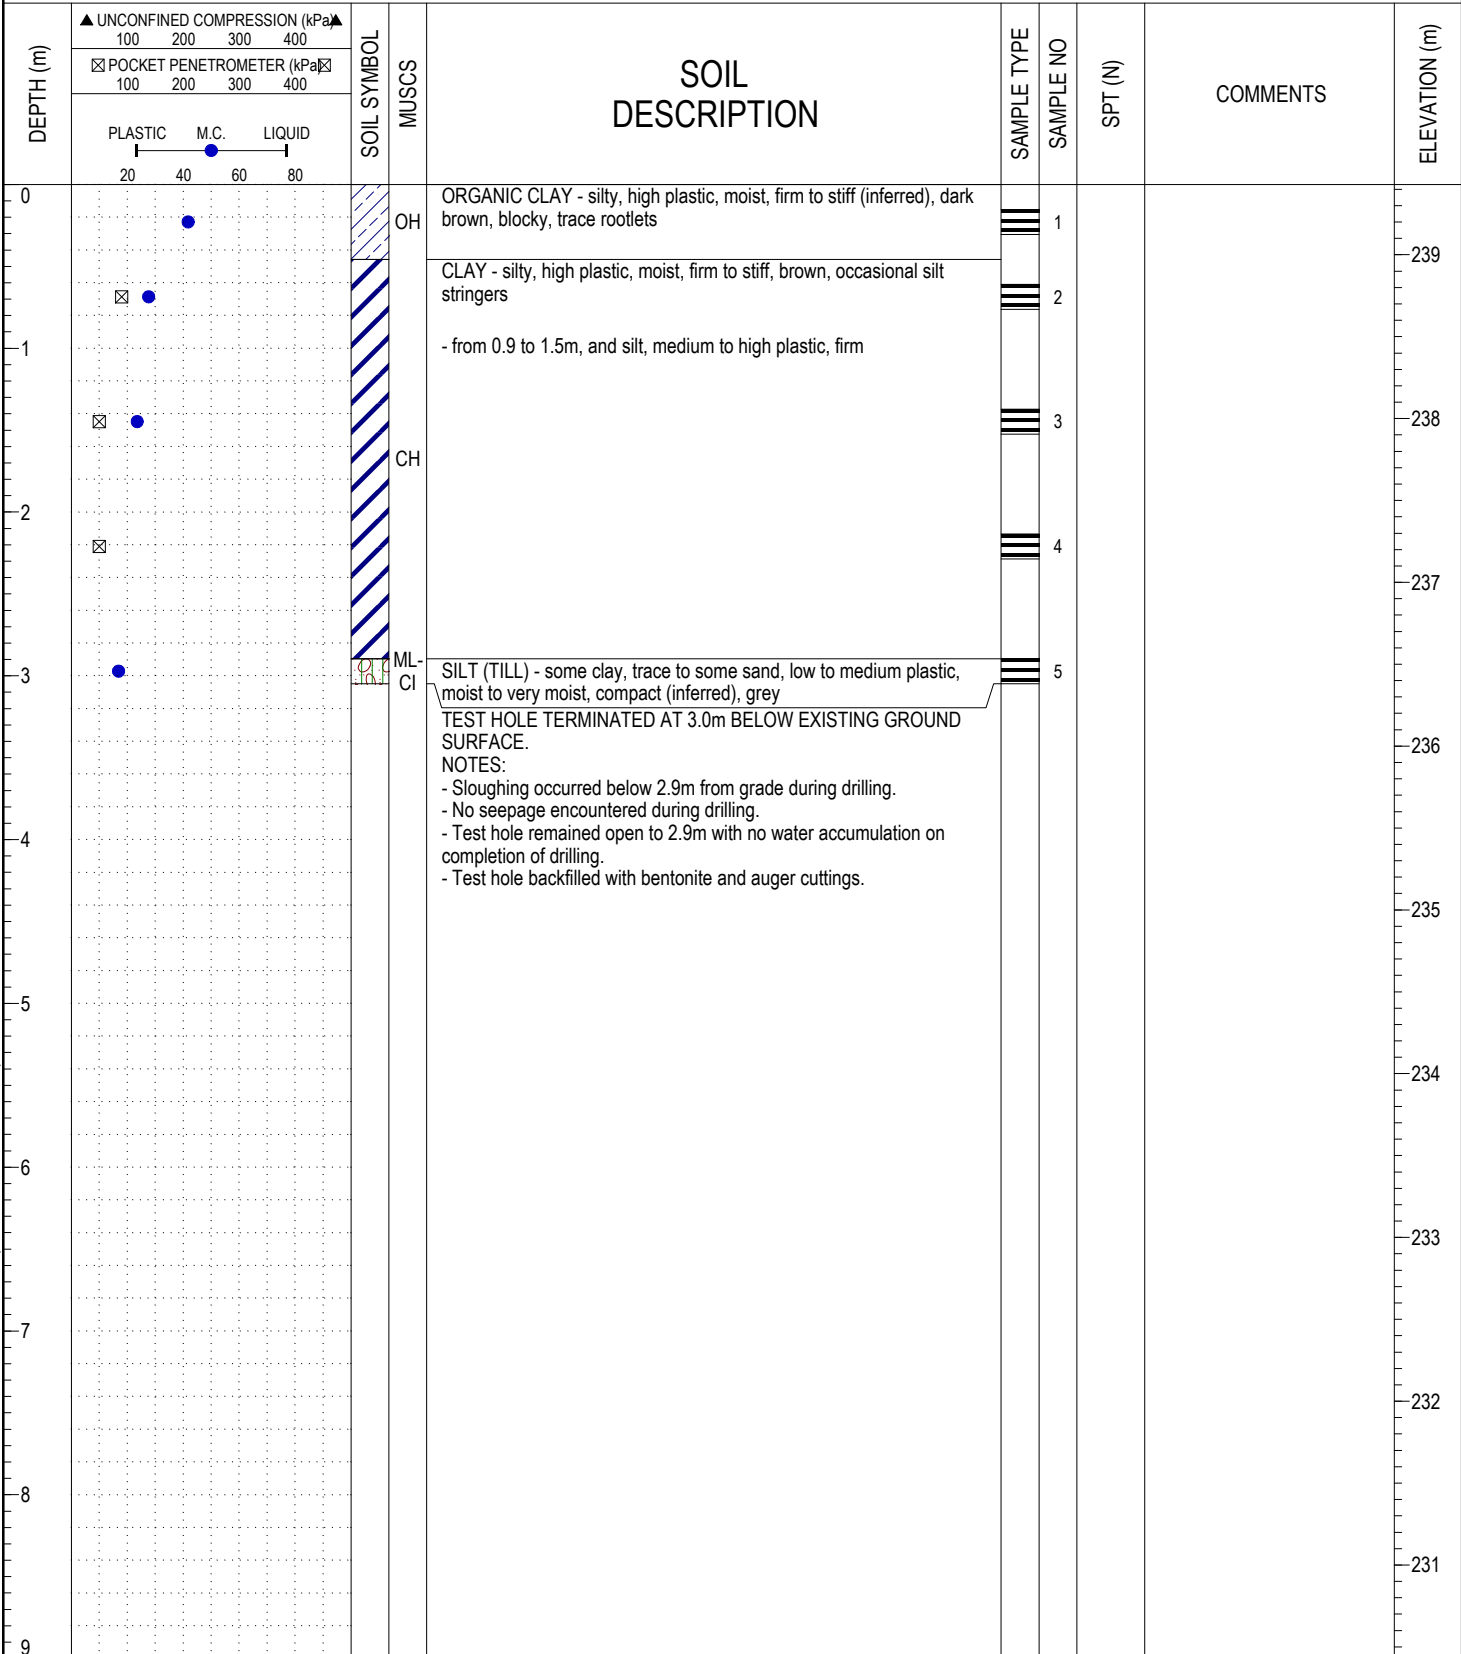 ▲ UNCONFINED COMPRESSION (kPa)▲
100 200 300 400
☒ POCKET PENETROMETER (kPa)☒
100 200 300 400
PLASTIC M.C. LIQUID
20 40 60 80
DEPTH (m)
SOIL SYMBOL
MUSCS
SOIL
DESCRIPTION
SAMPLE TYPE
SAMPLE NO
SPT (N)
COMMENTS
ELEVATION (m)
0
OH
ORGANIC CLAY - silty, high plastic, moist, firm to stiff (inferred), dark
brown, blocky, trace rootlets
1
239
CLAY - silty, high plastic, moist, firm to stiff, brown, occasional silt
stringers
2
1
- from 0.9 to 1.5m, and silt, medium to high plastic, firm
3
238
CH
2
4
237
ML-
CI
3
SILT (TILL) - some clay, trace to some sand, low to medium plastic,
moist to very moist, compact (inferred), grey
5
TEST HOLE TERMINATED AT 3.0m BELOW EXISTING GROUND
SURFACE.
236
NOTES:
- Sloughing occurred below 2.9m from grade during drilling.
- No seepage encountered during drilling.
- Test hole remained open to 2.9m with no water accumulation on
completion of drilling.
- Test hole backfilled with bentonite and auger cuttings.
4
235
5
234
6
233
7
232
8
231
9